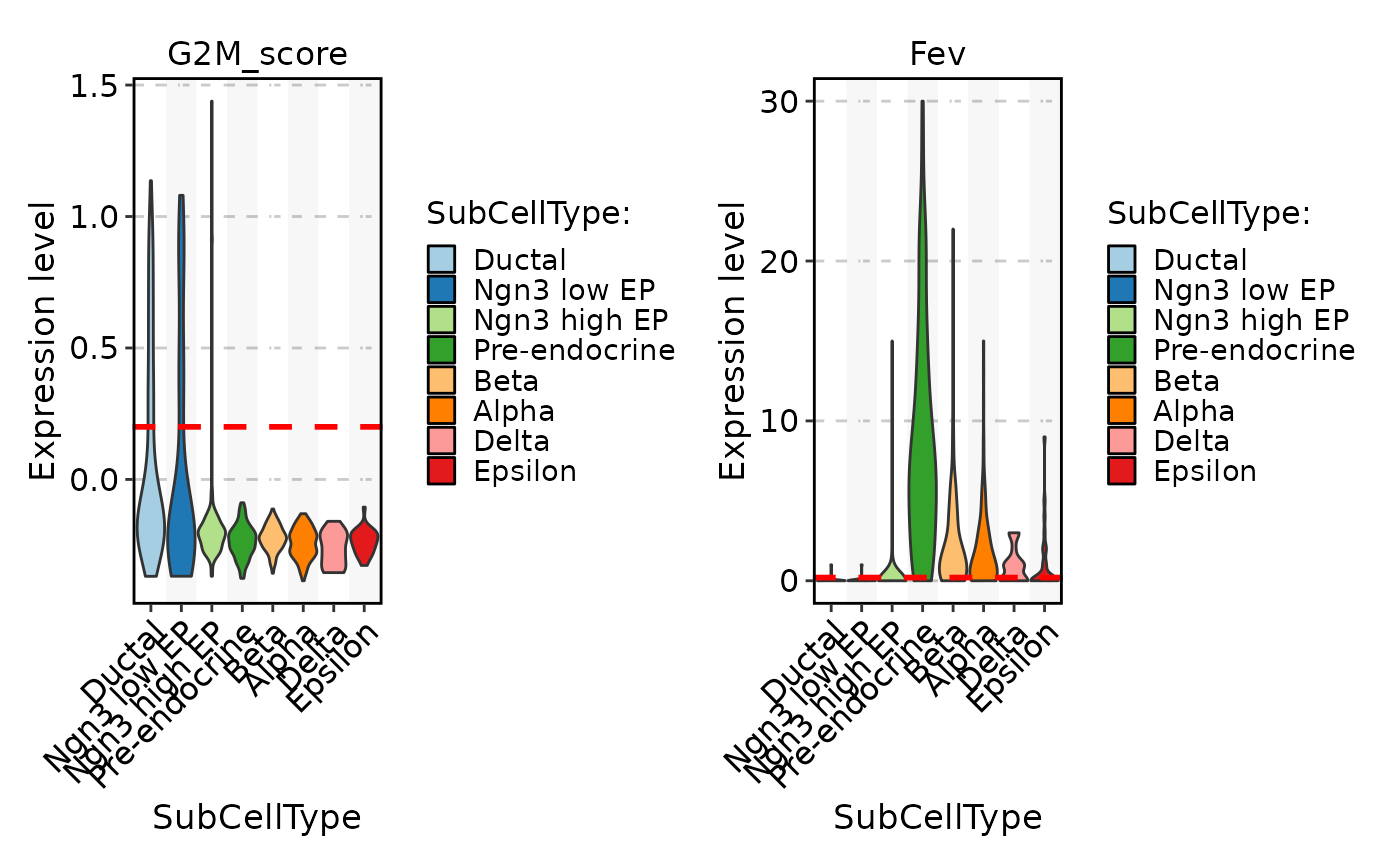 G2M_score
1.5
1.0
0.5
0.0
Expression level
Ductal
Ngn3 low EP
Ngn3 high EP
Pre-endocrine
Beta
Alpha
Delta
Epsilon
SubCellType
SubCellType:
Ductal
Ngn3 low EP
Ngn3 high EP
Pre-endocrine
Beta
Alpha
Delta
Epsilon
Fev
30
20
10
0
Expression level
Ductal
Ngn3 low EP
Ngn3 high EP
Pre-endocrine
Beta
Alpha
Delta
Epsilon
SubCellType
SubCellType:
Ductal
Ngn3 low EP
Ngn3 high EP
Pre-endocrine
Beta
Alpha
Delta
Epsilon